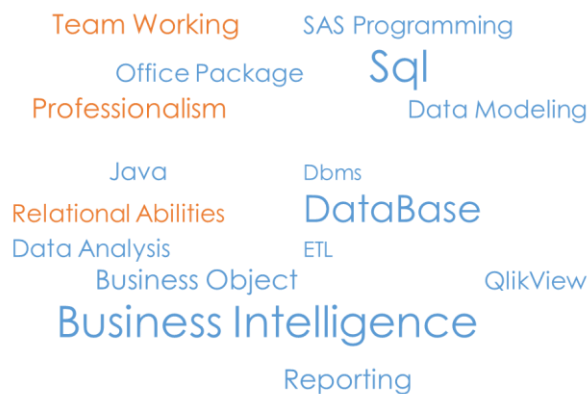 Team Working SAS Programming
Office Package Sql
Professionalism Data Modeling
Java Dbms
Relational Abilities DataBase
Data Analysis ETL
Business Object QlikView
Business Intelligence
Reporting